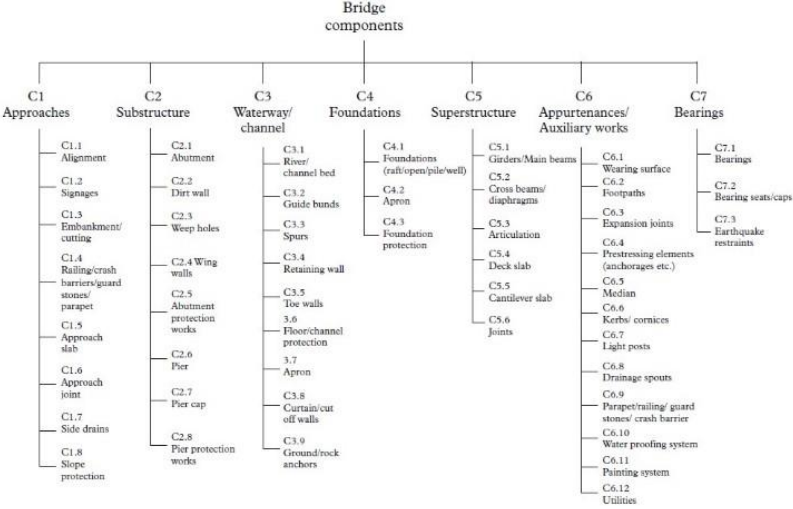 Bridge
components
C1
Approaches
C1.1
Alignment
C1.2
Signages
C1.3
Embankment/
cutting
C1.4
Railing/crash
barriers/guard
stones/
parapet
C1.5
Approach
slab
C1.6
Approach
joint
C1.7
Side drains
C1.8
Slope
protection
C2
Substructure
C2.1
Abutment
C2.2
Dirt wall
C2.3
Weep holes
C2.4 Wing
walls
C2.5
Abutment
protection
works
C2.6
Pier
C2.7
Pier cap
C2.8
Pier protection
works
C3
Waterway/
channel
C3.1
River/
channel bed
C3.2
Guide bunds
C3.3
Spurs
C3.4
Retaining wall
C3.5
Toe walls
3.6
Floor/channel
protection
3.7
Apron
C3.8
Curtain/cut
off walls
C3.9
Ground/rock
anchors
C4
Foundations
C4.1
Foundations
(raft/open/pile/well)
C4.2
Apron
C4.3
Foundation
protection
C5
Superstructure
C5.1
Girders/Main beams
C5.2
Cross beams/
diaphragms
C5.3
Articulation
C5.4
Deck slab
C5.5
Cantilever slab
C5.6
Joints
C6
Appurtenances/
Auxiliary works
C6.1
Wearing surface
C6.2
Footpaths
C6.3
Expansion joints
C6.4
Prestressing elements
(anchorages etc.)
C6.5
Median
C6.6
Kerbs/ cornices
C6.7
Light posts
C6.8
Drainage spouts
C6.9
Parapet/railing/ guard
stones/ crash barrier
C6.10
Water proofing system
C6.11
Painting system
C6.12
Utilities
C7
Bearings
C7.1
Bearings
C7.2
Bearing seats/caps
C7.3
Earthquake
restraints